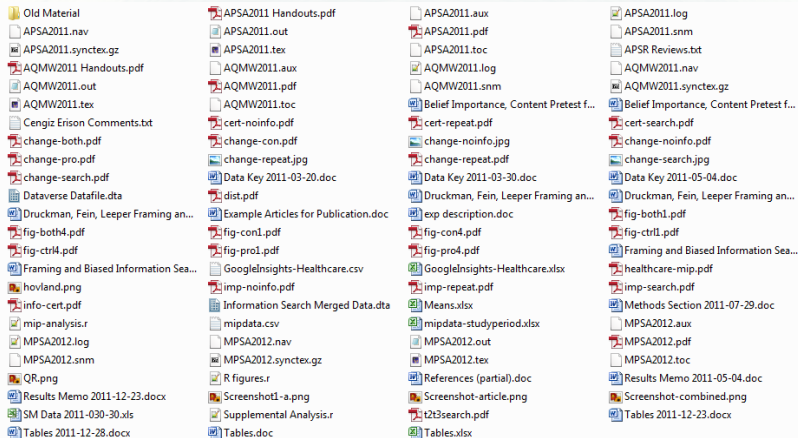 Old Material APSA2011 Handouts.pdf APSA2011.aux APSA2011.log
APSA2011.nav APSA2011.out APSA2011.pdf APSA2011.snm
APSA2011.synctex.gz APSA2011.tex APSA2011.toc APSR Reviews.txt
AQMW2011 Handouts.pdf AQMW2011.aux AQMW2011.log AQMW2011.nav
AQMW2011.out AQMW2011.pdf AQMW2011.snm AQMW2011.synctex.gz
AQMW2011.tex AQMW2011.toc Belief Importance, Content Pretest f... Belief Importance, Content Pretest f...
Cengiz Erison Comments.txt cert-noinfo.pdf cert-repeat.pdf cert-search.pdf
change-both.pdf change-con.pdf change-noinfo.jpg change-noinfo.pdf
change-pro.pdf change-repeat.jpg change-repeat.pdf change-search.jpg
change-search.pdf Data Key 2011-03-20.doc Data Key 2011-03-30.doc Data Key 2011-05-04.doc
Dataverse Datafile.dta dist.pdf Druckman, Fein, Leeper Framing an... Druckman, Fein, Leeper Framing an...
Druckman, Fein, Leeper Framing an... Example Articles for Publication.doc exp description.doc fig-both1.pdf
fig-both4.pdf fig-con1.pdf fig-con4.pdf fig-ctrl1.pdf
fig-ctrl4.pdf fig-pro1.pdf fig-pro4.pdf Framing and Biased Information Sea...
Framing and Biased Information Sea... GoogleInsights-Healthcare.csv GoogleInsights-Healthcare.xlsx healthcare-mip.pdf
hovland.png imp-noinfo.pdf imp-repeat.pdf imp-search.pdf
info-cert.pdf Information Search Merged Data.dta Means.xlsx Methods Section 2011-07-29.doc
mip-analysis.r mipdata.csv mipdata-studyperiod.xlsx MPSA2012.aux
MPSA2012.log MPSA2012.nav MPSA2012.out MPSA2012.pdf
MPSA2012.snm MPSA2012.synctex.gz MPSA2012.tex MPSA2012.toc
QR.png R figures.r References (partial).doc Results Memo 2011-05-04.doc
Results Memo 2011-12-23.docx Screenshot1-a.png Screenshot-article.png Screenshot-combined.png
SM Data 2011-030-30.xls Supplemental Analysis.r t2t3search.pdf Tables 2011-12-23.docx
Tables 2011-12-28.docx Tables.doc Tables.xlsx